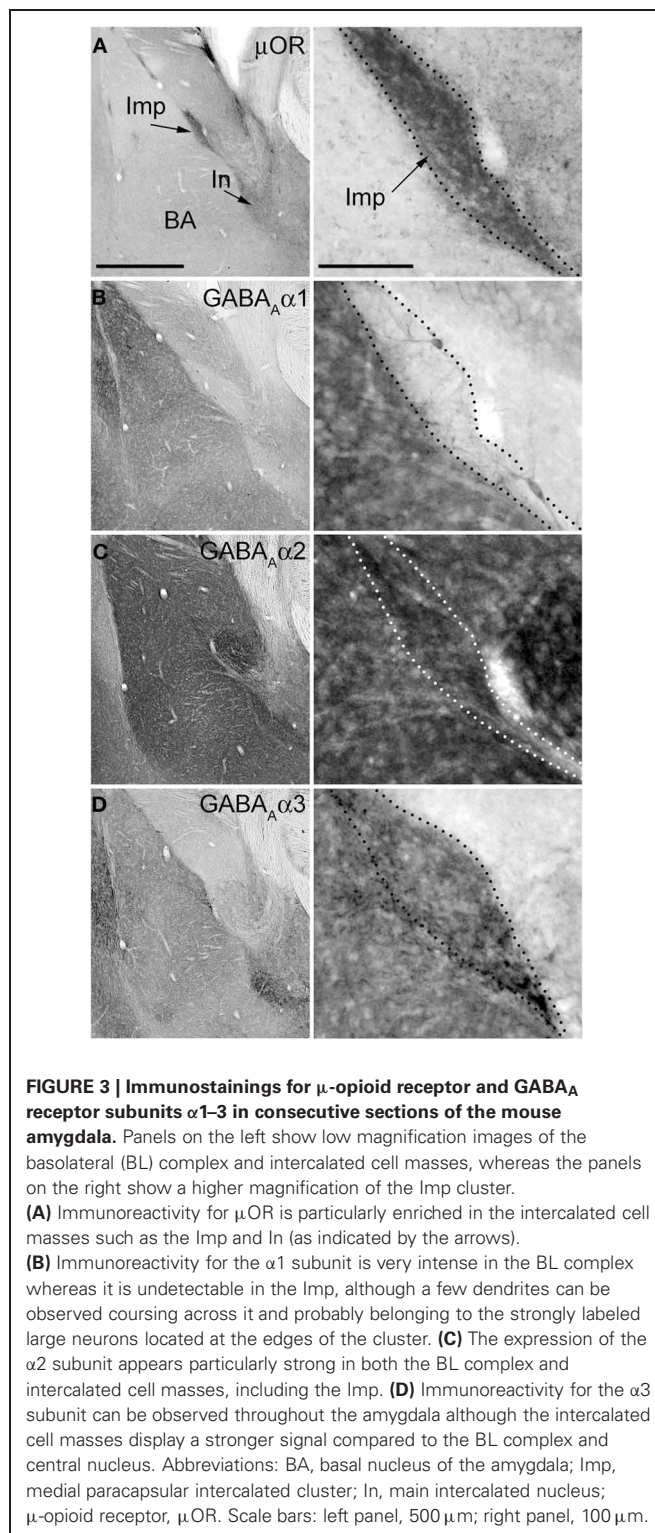 A
μOR
Imp
In
BA
Imp
B
GABAAα1
C
GABAAα2
D
GABAAα3
FIGURE 3 | Immunostainings for μ-opioid receptor and GABAA
receptor subunits α1–3 in consecutive sections of the mouse
amygdala. Panels on the left show low magnification images of the
basolateral (BL) complex and intercalated cell masses, whereas the panels
on the right show a higher magnification of the Imp cluster.
(A) Immunoreactivity for μOR is particularly enriched in the intercalated cell
masses such as the Imp and In (as indicated by the arrows).
(B) Immunoreactivity for the α1 subunit is very intense in the BL complex
whereas it is undetectable in the Imp, although a few dendrites can be
observed coursing across it and probably belonging to the strongly labeled
large neurons located at the edges of the cluster. (C) The expression of the
α2 subunit appears particularly strong in both the BL complex and
intercalated cell masses, including the Imp. (D) Immunoreactivity for the α3
subunit can be observed throughout the amygdala although the intercalated
cell masses display a stronger signal compared to the BL complex and
central nucleus. Abbreviations: BA, basal nucleus of the amygdala; Imp,
medial paracapsular intercalated cluster; In, main intercalated nucleus;
μ-opioid receptor, μOR. Scale bars: left panel, 500 μm; right panel, 100 μm.